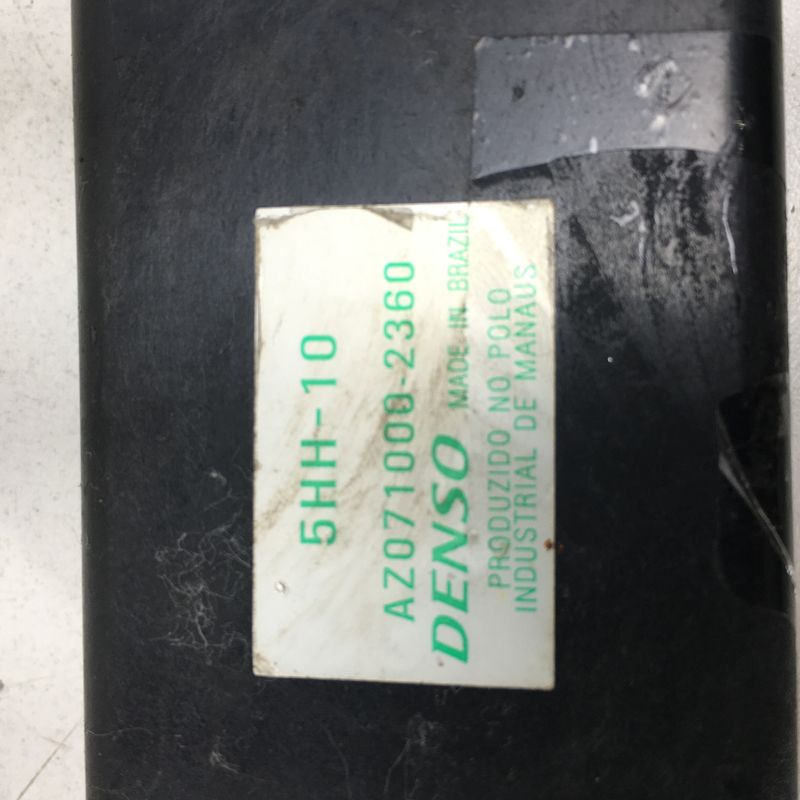 5HH-10
AZ071000-2360
DENSO MADE IN BRAZIL
PRODUZIDO NO POLO
INDUSTRIAL DE MANAUS